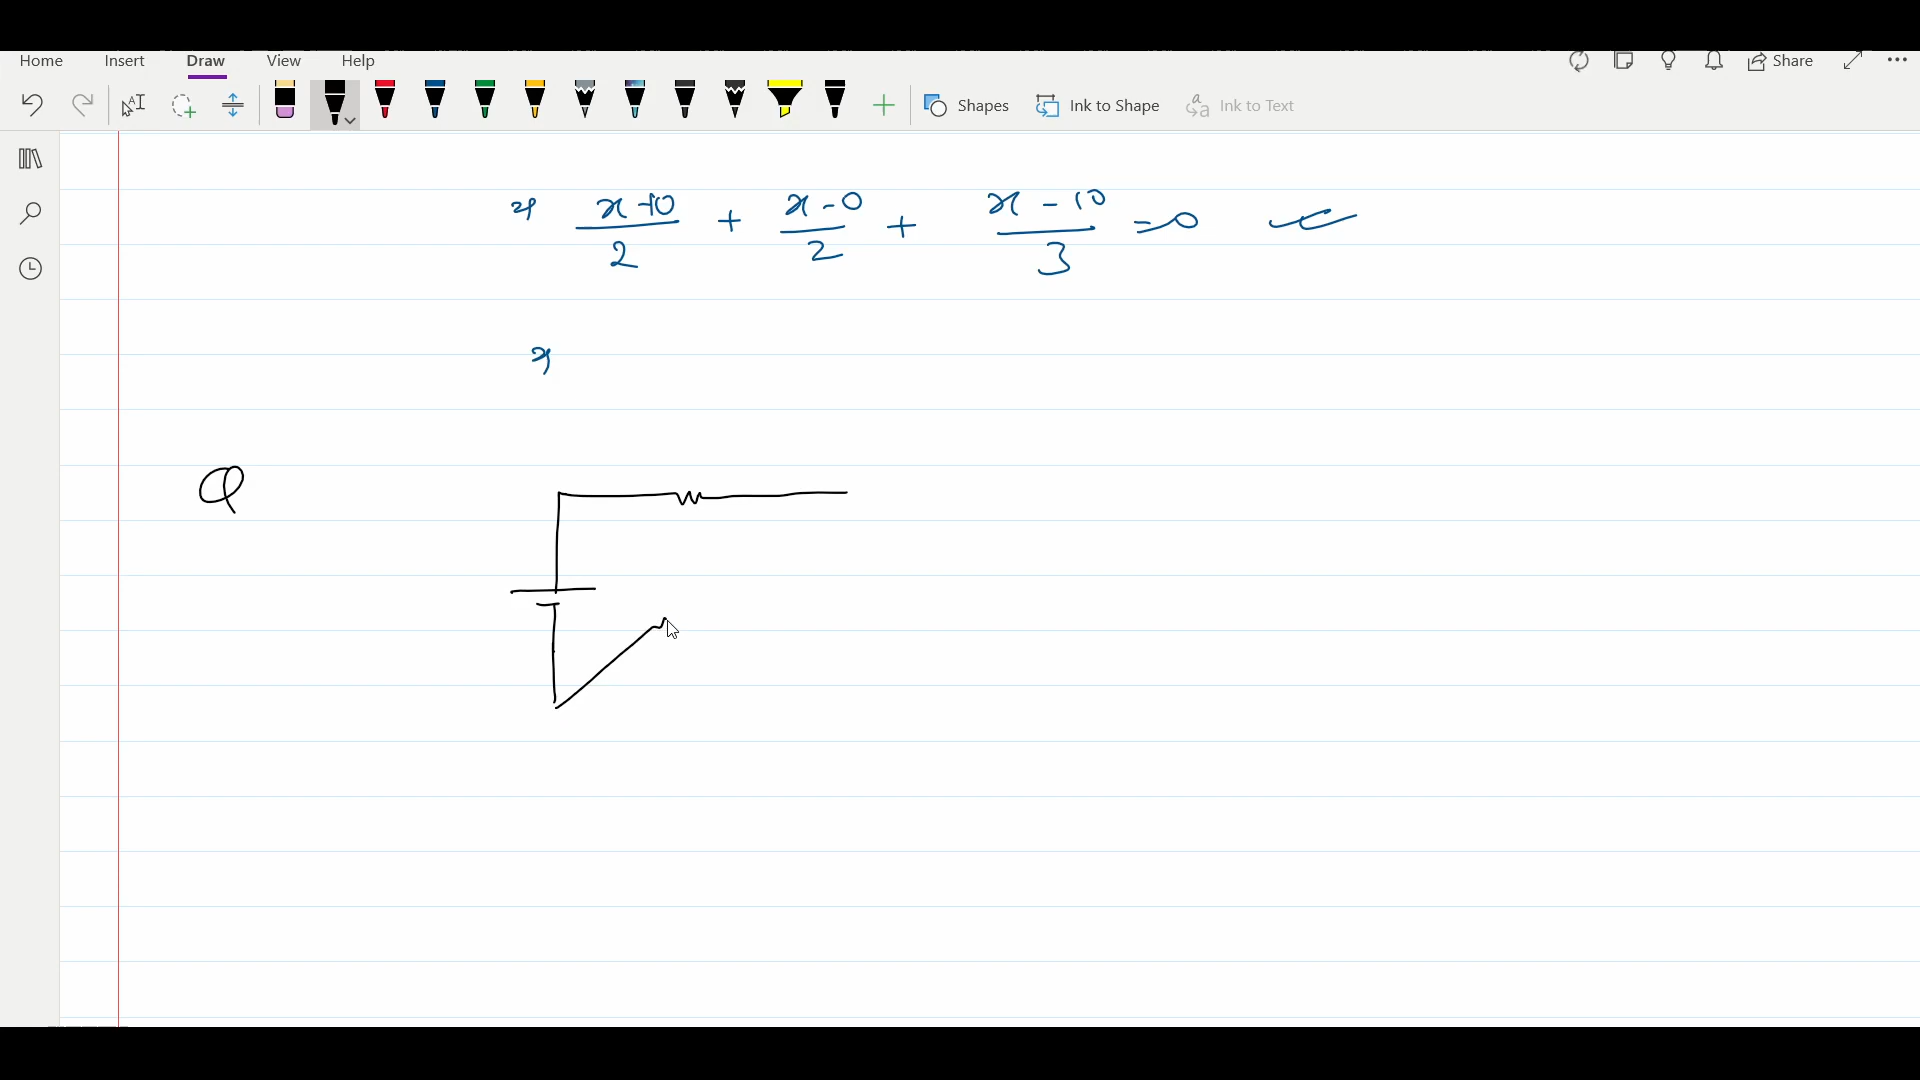 Home Insert Draw View Help Share
Shapes Ink to Shape Ink to Text
⇒ (x-10)/2 + (x-0)/2 + (x-10)/3 = 0
Q